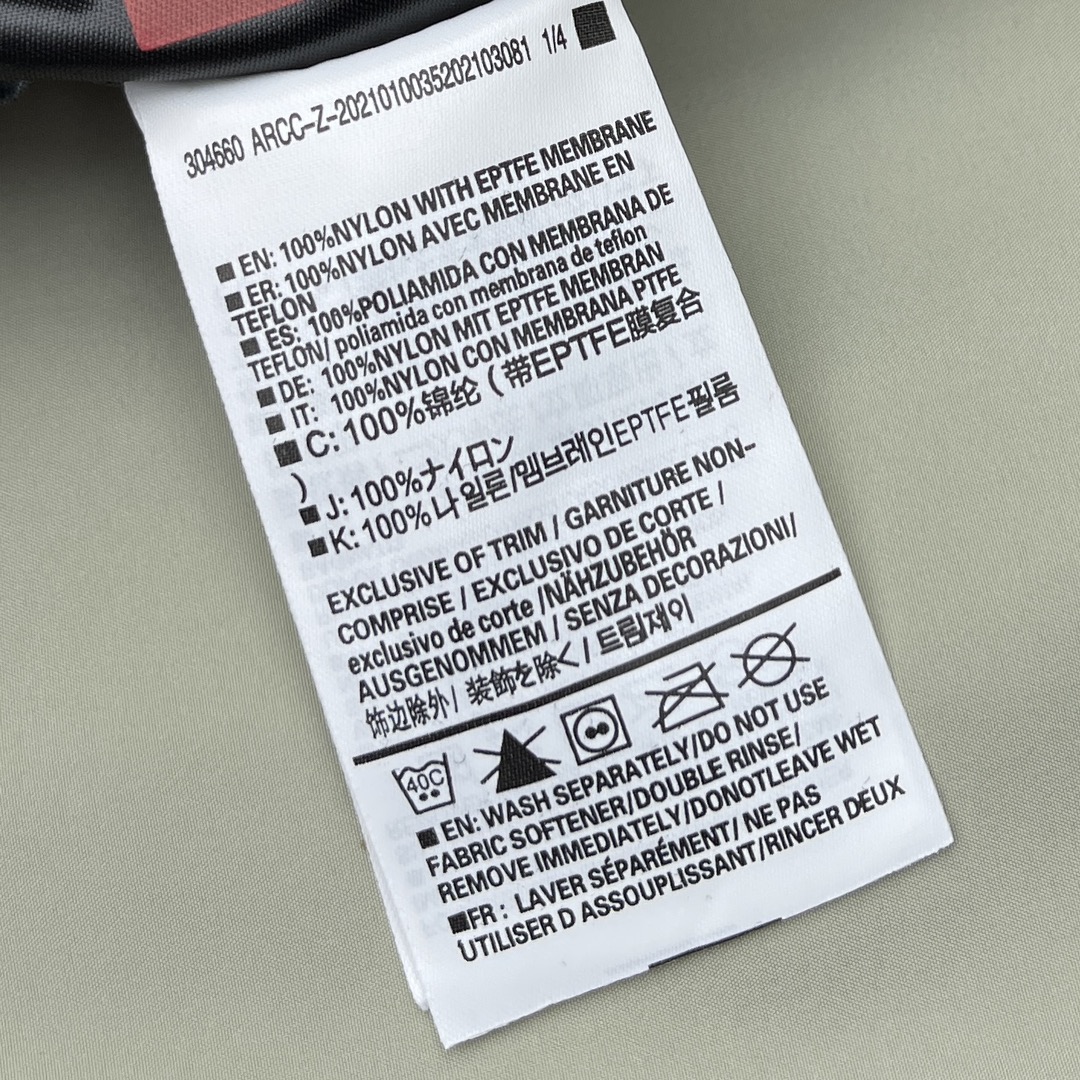 304660 ARCC-Z-2021010035202103081 1/4
EN: 100%NYLON WITH EPTFE MEMBRANE
ER: 100%NYLON AVEC MEMBRANE EN
TEFLON
ES: 100%POLIAMIDA CON MEMBRANA DE
TEFLON/ poliamida con membrana de teflon
DE: 100%NYLON MIT EPTFE MEMBRAN
IT: 100%NYLON CON MEMBRANA PTFE
C: 100%锦纶 ( 带EPTFE膜复合
)
J: 100%ナイロン
K: 100%나일론/멤브레인EPTFE필름
EXCLUSIVE OF TRIM / GARNITURE NON-
COMPRISE / EXCLUSIVO DE CORTE /
exclusivo de corte /NÄHZUBEHÖR
AUSGENOMMEM / SENZA DECORAZIONI/
饰边除外/ 装飾を除く/ 트림제외
40C
EN: WASH SEPARATELY/DO NOT USE
FABRIC SOFTENER/DOUBLE RINSE/
REMOVE IMMEDIATELY/DONOTLEAVE WET
FR : LAVER SÉPARÉMENT/ NE PAS
UTILISER D ASSOUPLISSANT/RINCER DEUX